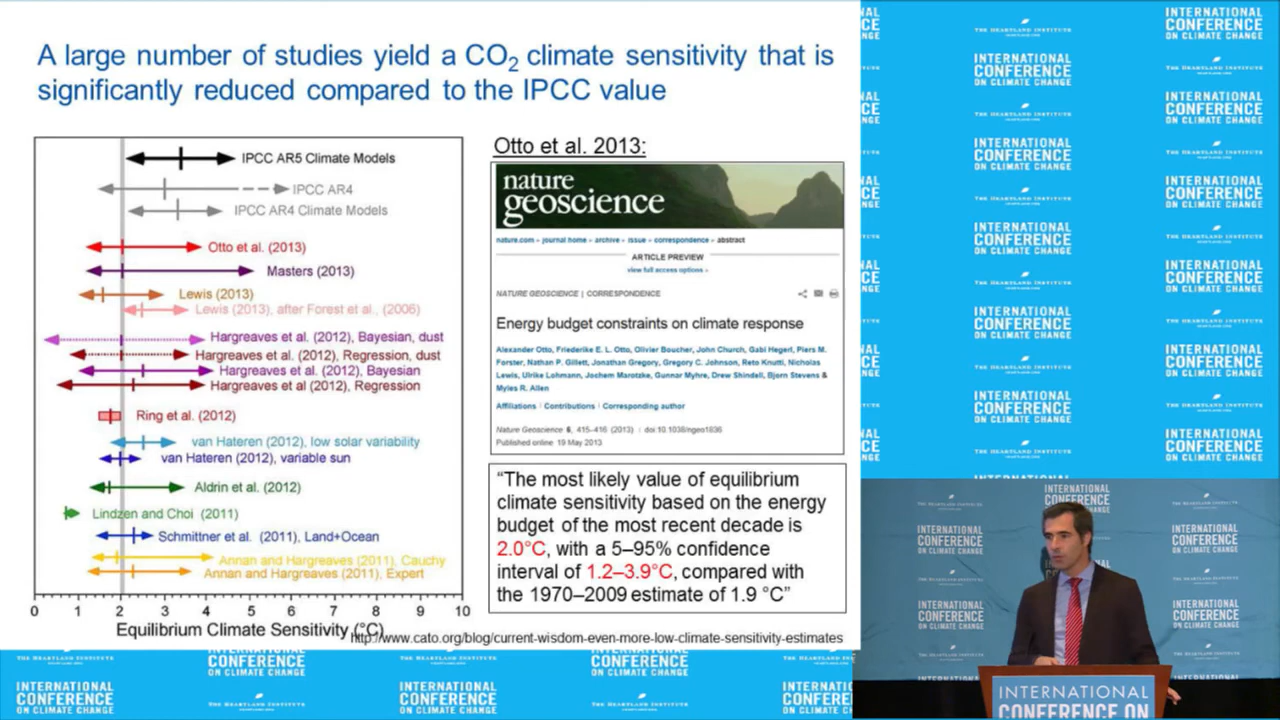 A large number of studies yield a CO2 climate sensitivity that is
significantly reduced compared to the IPCC value
IPCC AR5 Climate Models
IPCC AR4
IPCC AR4 Climate Models
Otto et al. (2013)
Masters (2013)
Lewis (2013)
Lewis (2013), after Forest et al., (2006)
Hargreaves et al. (2012), Bayesian, dust
Hargreaves et al. (2012), Regression, dust
Hargreaves et al. (2012), Bayesian
Hargreaves et al (2012), Regression
Ring et al. (2012)
van Hateren (2012), low solar variability
van Hateren (2012), variable sun
Aldrin et al. (2012)
Lindzen and Choi (2011)
Schmittner et al. (2011), Land+Ocean
Annan and Hargreaves (2011), Cauchy
Annan and Hargreaves (2011), Expert
0 1 2 3 4 5 6 7 8 9 10
Equilibrium Climate Sensitivity (°C)
http://www.cato.org/blog/current-wisdom-even-more-low-climate-sensitivity-estimates
Otto et al. 2013:
nature
geoscience
nature.com › journal home › archive › issue › correspondence › abstract
ARTICLE PREVIEW
view full access options ›
NATURE GEOSCIENCE | CORRESPONDENCE
Energy budget constraints on climate response
Alexander Otto, Friederike E. L. Otto, Olivier Boucher, John Church, Gabi Hegerl, Piers M.
Forster, Nathan P. Gillett, Jonathan Gregory, Gregory C. Johnson, Reto Knutti, Nicholas
Lewis, Ulrike Lohmann, Jochem Marotzke, Gunnar Myhre, Drew Shindell, Bjorn Stevens &
Myles R. Allen
Affiliations | Contributions | Corresponding author
Nature Geoscience 6, 415–416 (2013) | doi:10.1038/ngeo1836
Published online 19 May 2013
“The most likely value of equilibrium
climate sensitivity based on the energy
budget of the most recent decade is
2.0°C, with a 5–95% confidence
interval of 1.2–3.9°C, compared with
the 1970–2009 estimate of 1.9 °C”
THE HEARTLAND INSTITUTE
INTERNATIONAL
CONFERENCE
ON CLIMATE CHANGE
INTERNATIONAL
CONFERENCE ON